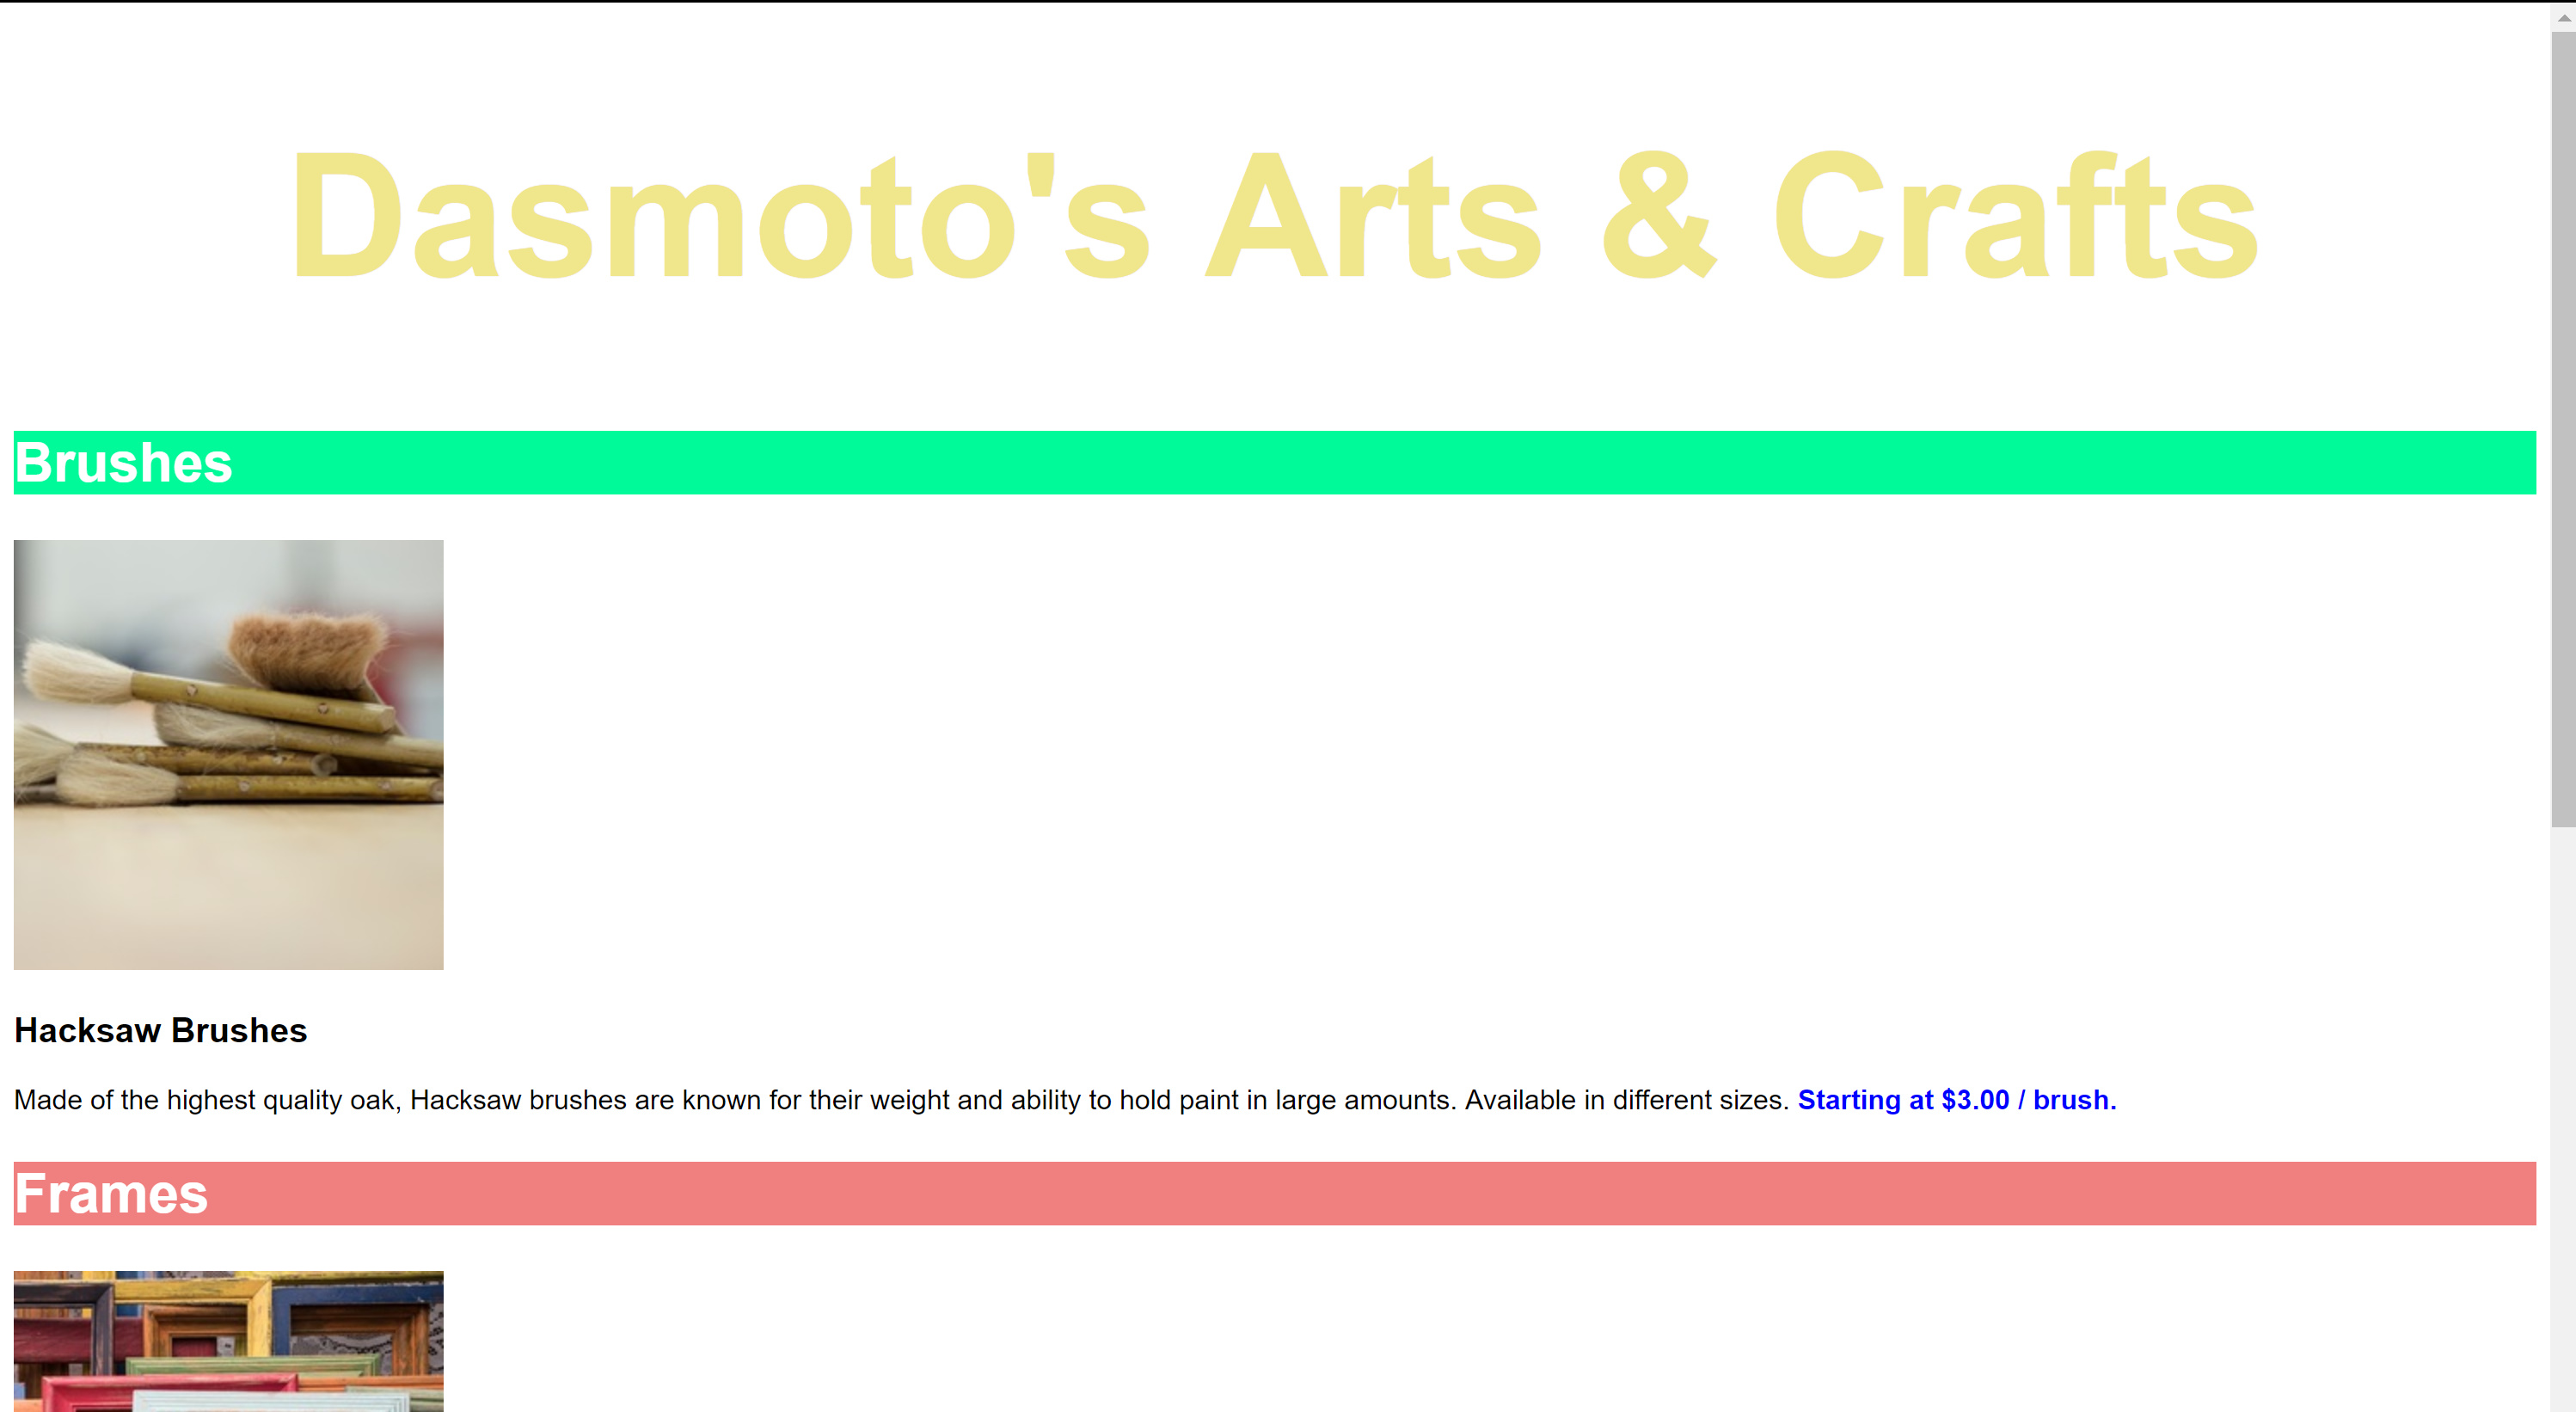 Dasmoto's Arts & Crafts
Brushes
Hacksaw Brushes
Made of the highest quality oak, Hacksaw brushes are known for their weight and ability to hold paint in large amounts. Available in different sizes. Starting at $3.00 / brush.
Frames